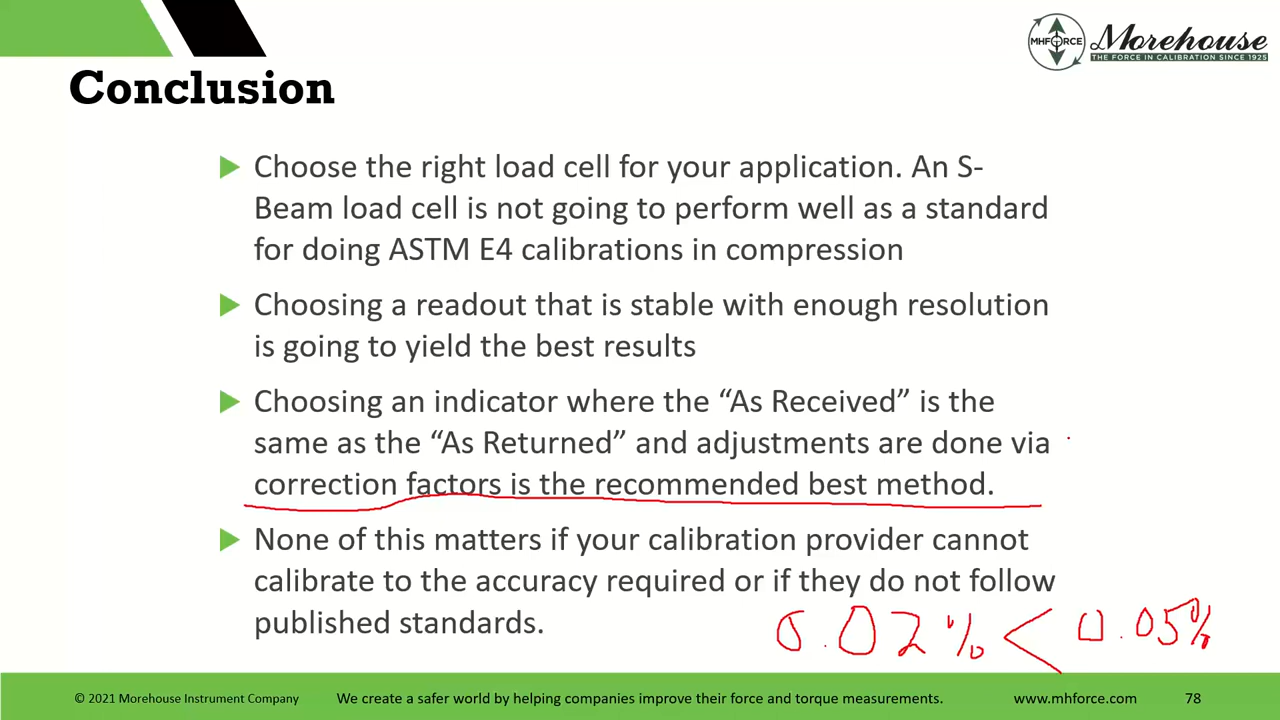 MHFORCE
Morehouse
THE FORCE IN CALIBRATION SINCE 1925
Conclusion
Choose the right load cell for your application. An S-
Beam load cell is not going to perform well as a standard
for doing ASTM E4 calibrations in compression
Choosing a readout that is stable with enough resolution
is going to yield the best results
Choosing an indicator where the “As Received” is the
same as the “As Returned” and adjustments are done via
correction factors is the recommended best method.
None of this matters if your calibration provider cannot
calibrate to the accuracy required or if they do not follow
published standards.
0.02% < 0.05%
© 2021 Morehouse Instrument Company
We create a safer world by helping companies improve their force and torque measurements.
www.mhforce.com
78